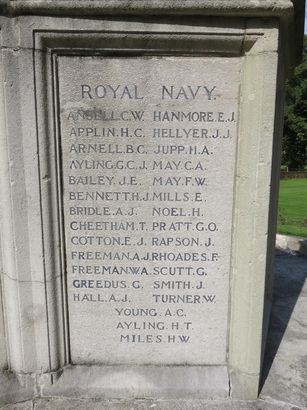 ROYAL NAVY.
ANSELL.C.W. HANMORE.E.J.
APPLIN.H.C. HELLYER.J.J.
ARNELL.B.C. JUPP.H.A.
AYLING.G.C.J. MAY.C.A.
BAILEY.J.E. MAY.F.W.
BENNETT.H.J. MILLS.E.
BRIDLE.A.J. NOEL.H.
CHEETHAM.T. PRATT.G.O.
COTTON.E.J. RAPSON.J.
FREEMAN.A.J. RHOADES.F.
FREEMAN.W.A. SCUTT.G.
GREEDUS.G. SMITH.J.
HALL.A.J. TURNER.W.
YOUNG.A.C.
AYLING.H.T.
MILES.H.W.